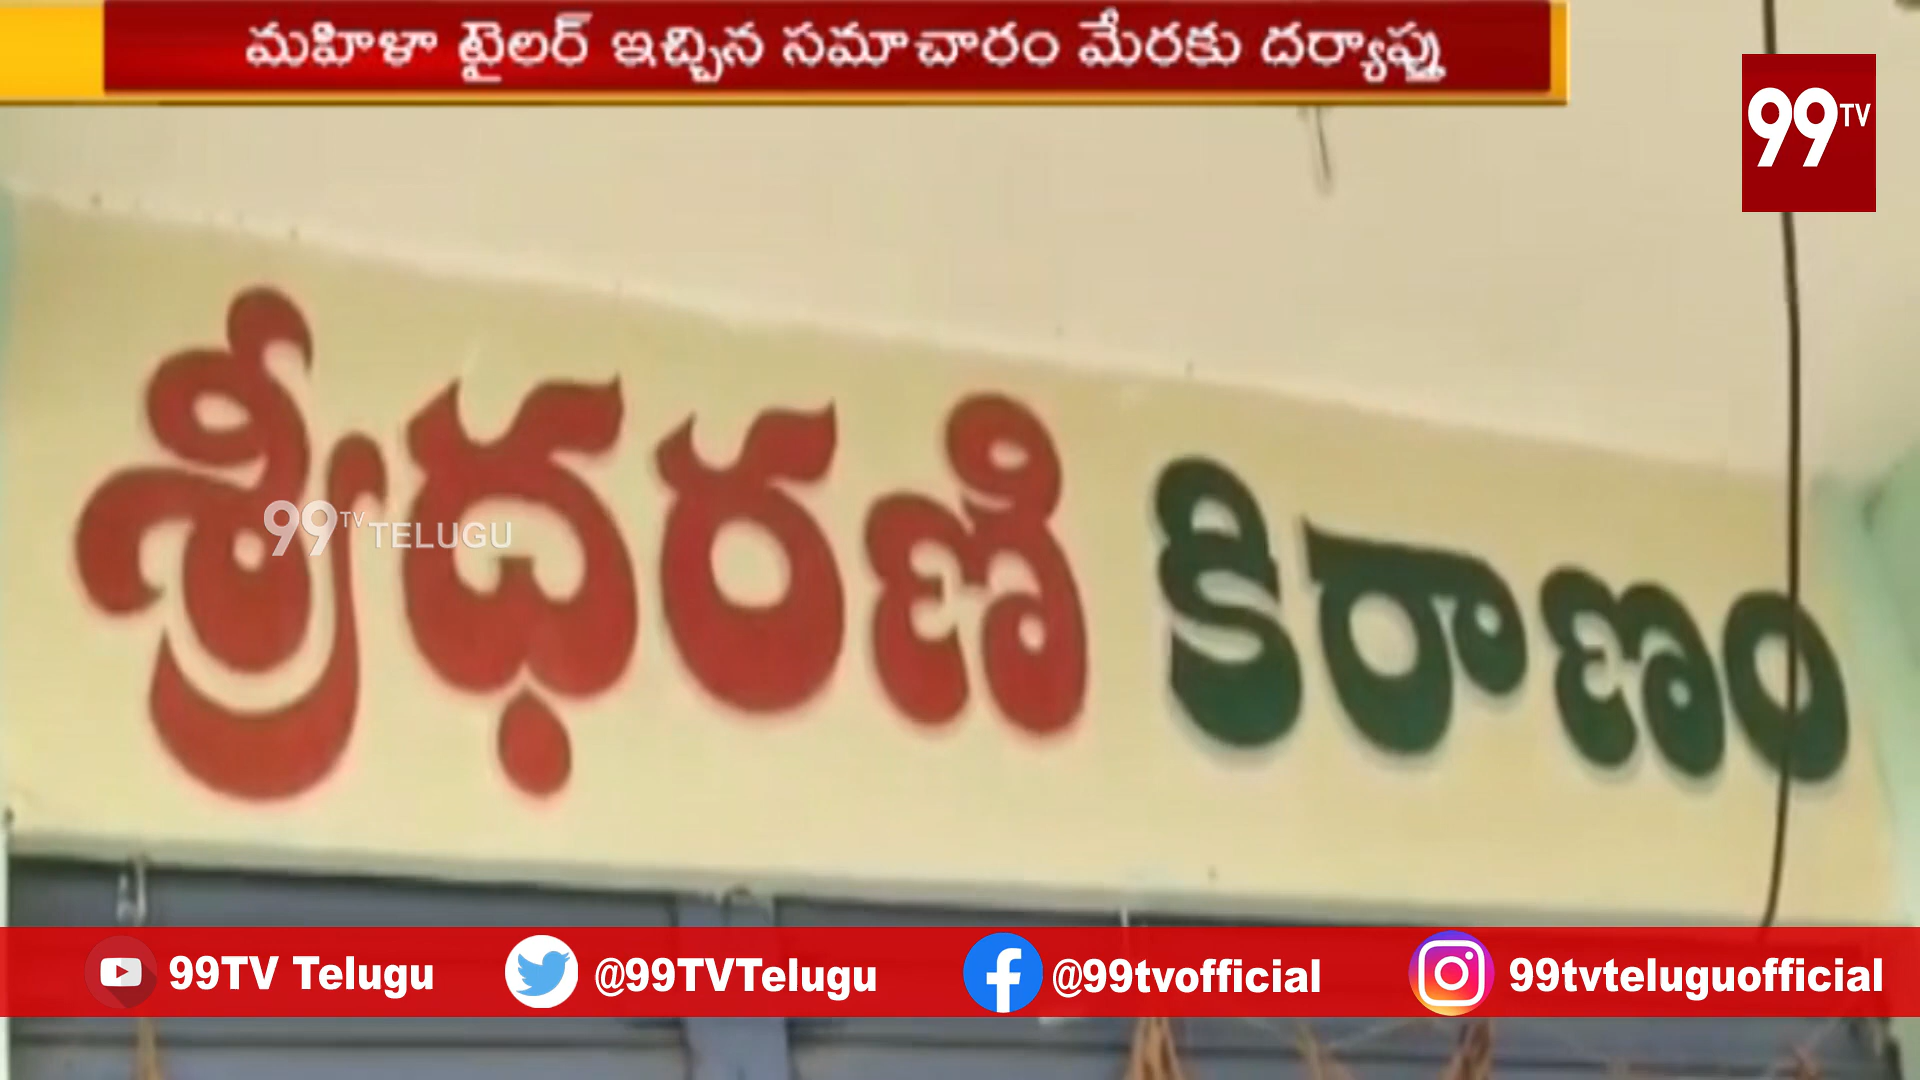 మహిళా టైలర్ ఇచ్చిన సమాచారం మేరకు దర్యాప్తు
99TV
శ్రీధరణి కిరాణం
99TV TELUGU
99TV Telugu @99TVTelugu @99tvofficial 99tvteluguofficial